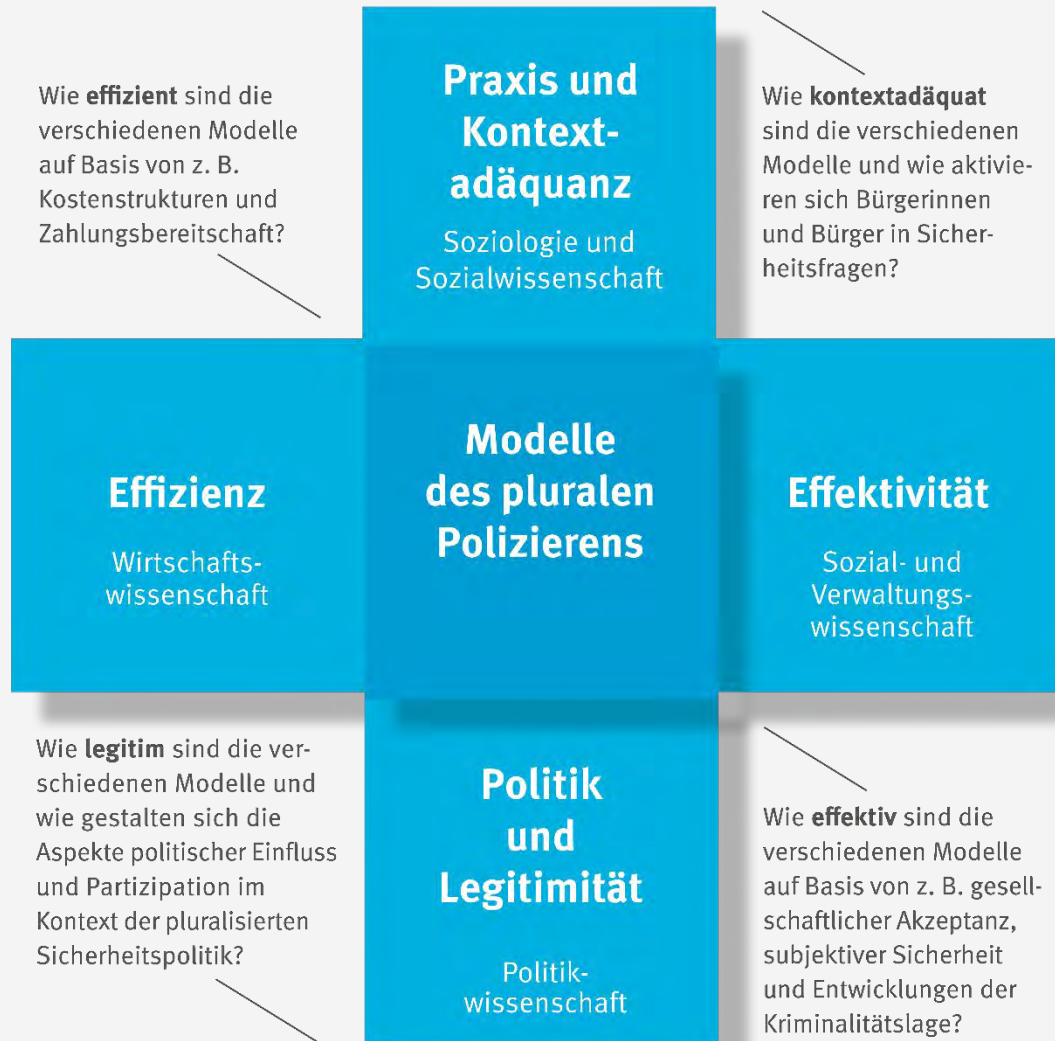 Wie effizient sind die
verschiedenen Modelle
auf Basis von z. B.
Kostenstrukturen und
Zahlungsbereitschaft?
Praxis und
Kontext-
adäquanz
Soziologie und
Sozialwissenschaft
Wie kontextadäquat
sind die verschiedenen
Modelle und wie aktivie-
ren sich Bürgerinnen
und Bürger in Sicher-
heitsfragen?
Effizienz
Wirtschafts-
wissenschaft
Modelle
des pluralen
Polizierens
Effektivität
Sozial- und
Verwaltungs-
wissenschaft
Wie legitim sind die ver-
schiedenen Modelle und
wie gestalten sich die
Aspekte politischer Einfluss
und Partizipation im
Kontext der pluralisierten
Sicherheitspolitik?
Politik
und
Legitimität
Politik-
wissenschaft
Wie effektiv sind die
verschiedenen Modelle
auf Basis von z. B. gesell-
schaftlicher Akzeptanz,
subjektiver Sicherheit
und Entwicklungen der
Kriminalitätslage?